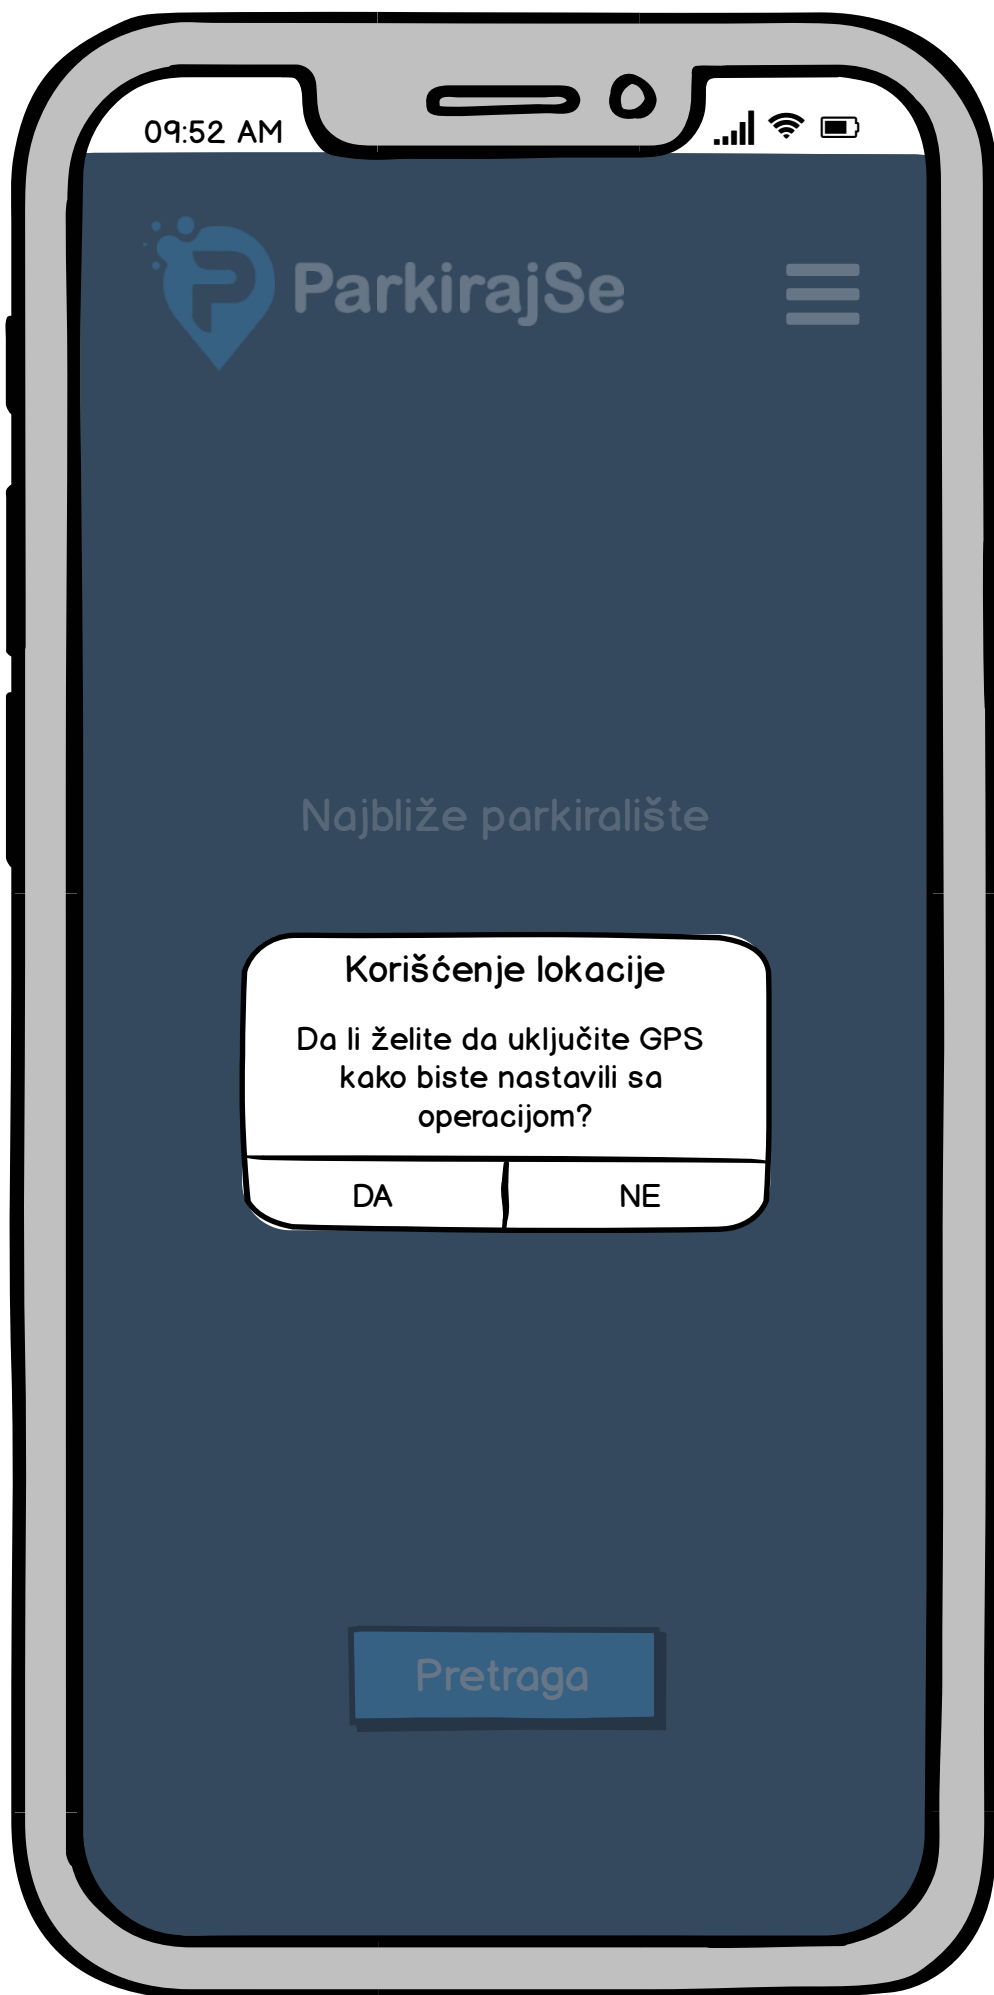 09:52 AM
ParkirajSe
Najbliže parkiralište
Korišćenje lokacije
Da li želite da uključite GPS
kako biste nastavili sa
operacijom?
DA
NE
Pretraga